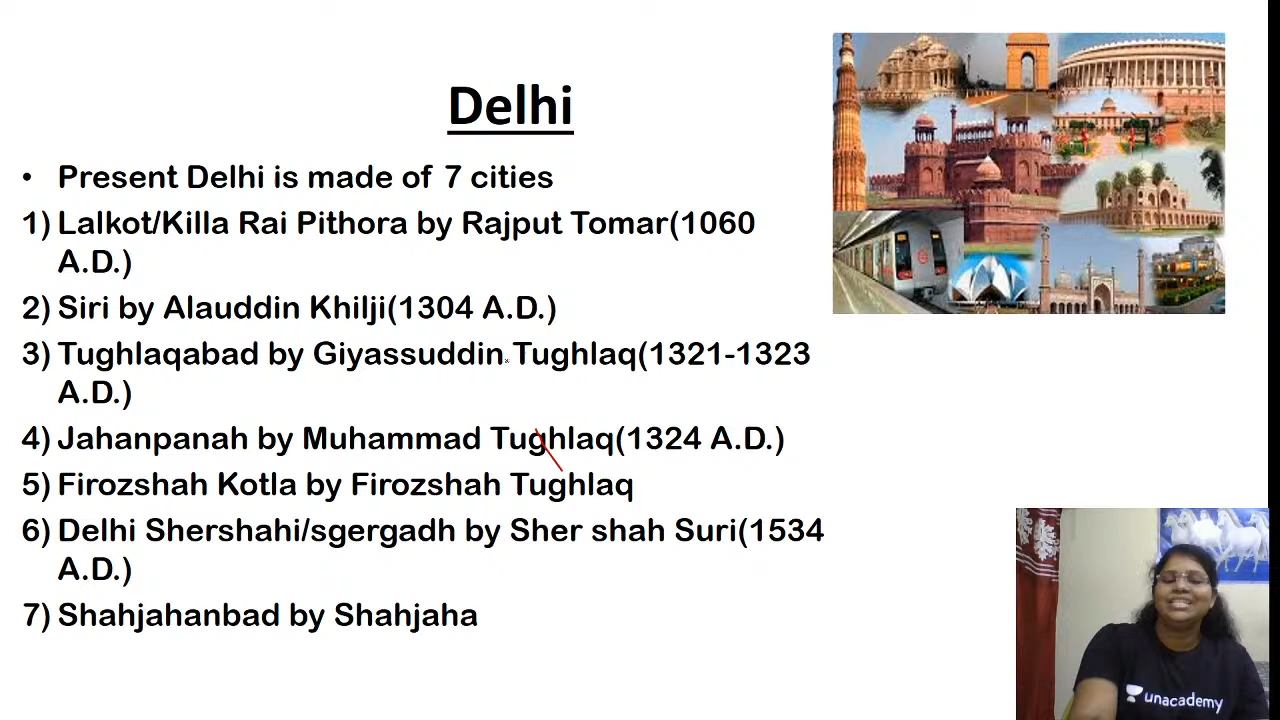 Delhi
• Present Delhi is made of 7 cities
1) Lalkot/Killa Rai Pithora by Rajput Tomar(1060
A.D.)
2) Siri by Alauddin Khilji(1304 A.D.)
3) Tughlaqabad by Giyassuddin Tughlaq(1321-1323
A.D.)
4) Jahanpanah by Muhammad Tughlaq(1324 A.D.)
5) Firozshah Kotla by Firozshah Tughlaq
6) Delhi Shershahi/sgergadh by Sher shah Suri(1534
A.D.)
7) Shahjahanbad by Shahjaha
unacademy